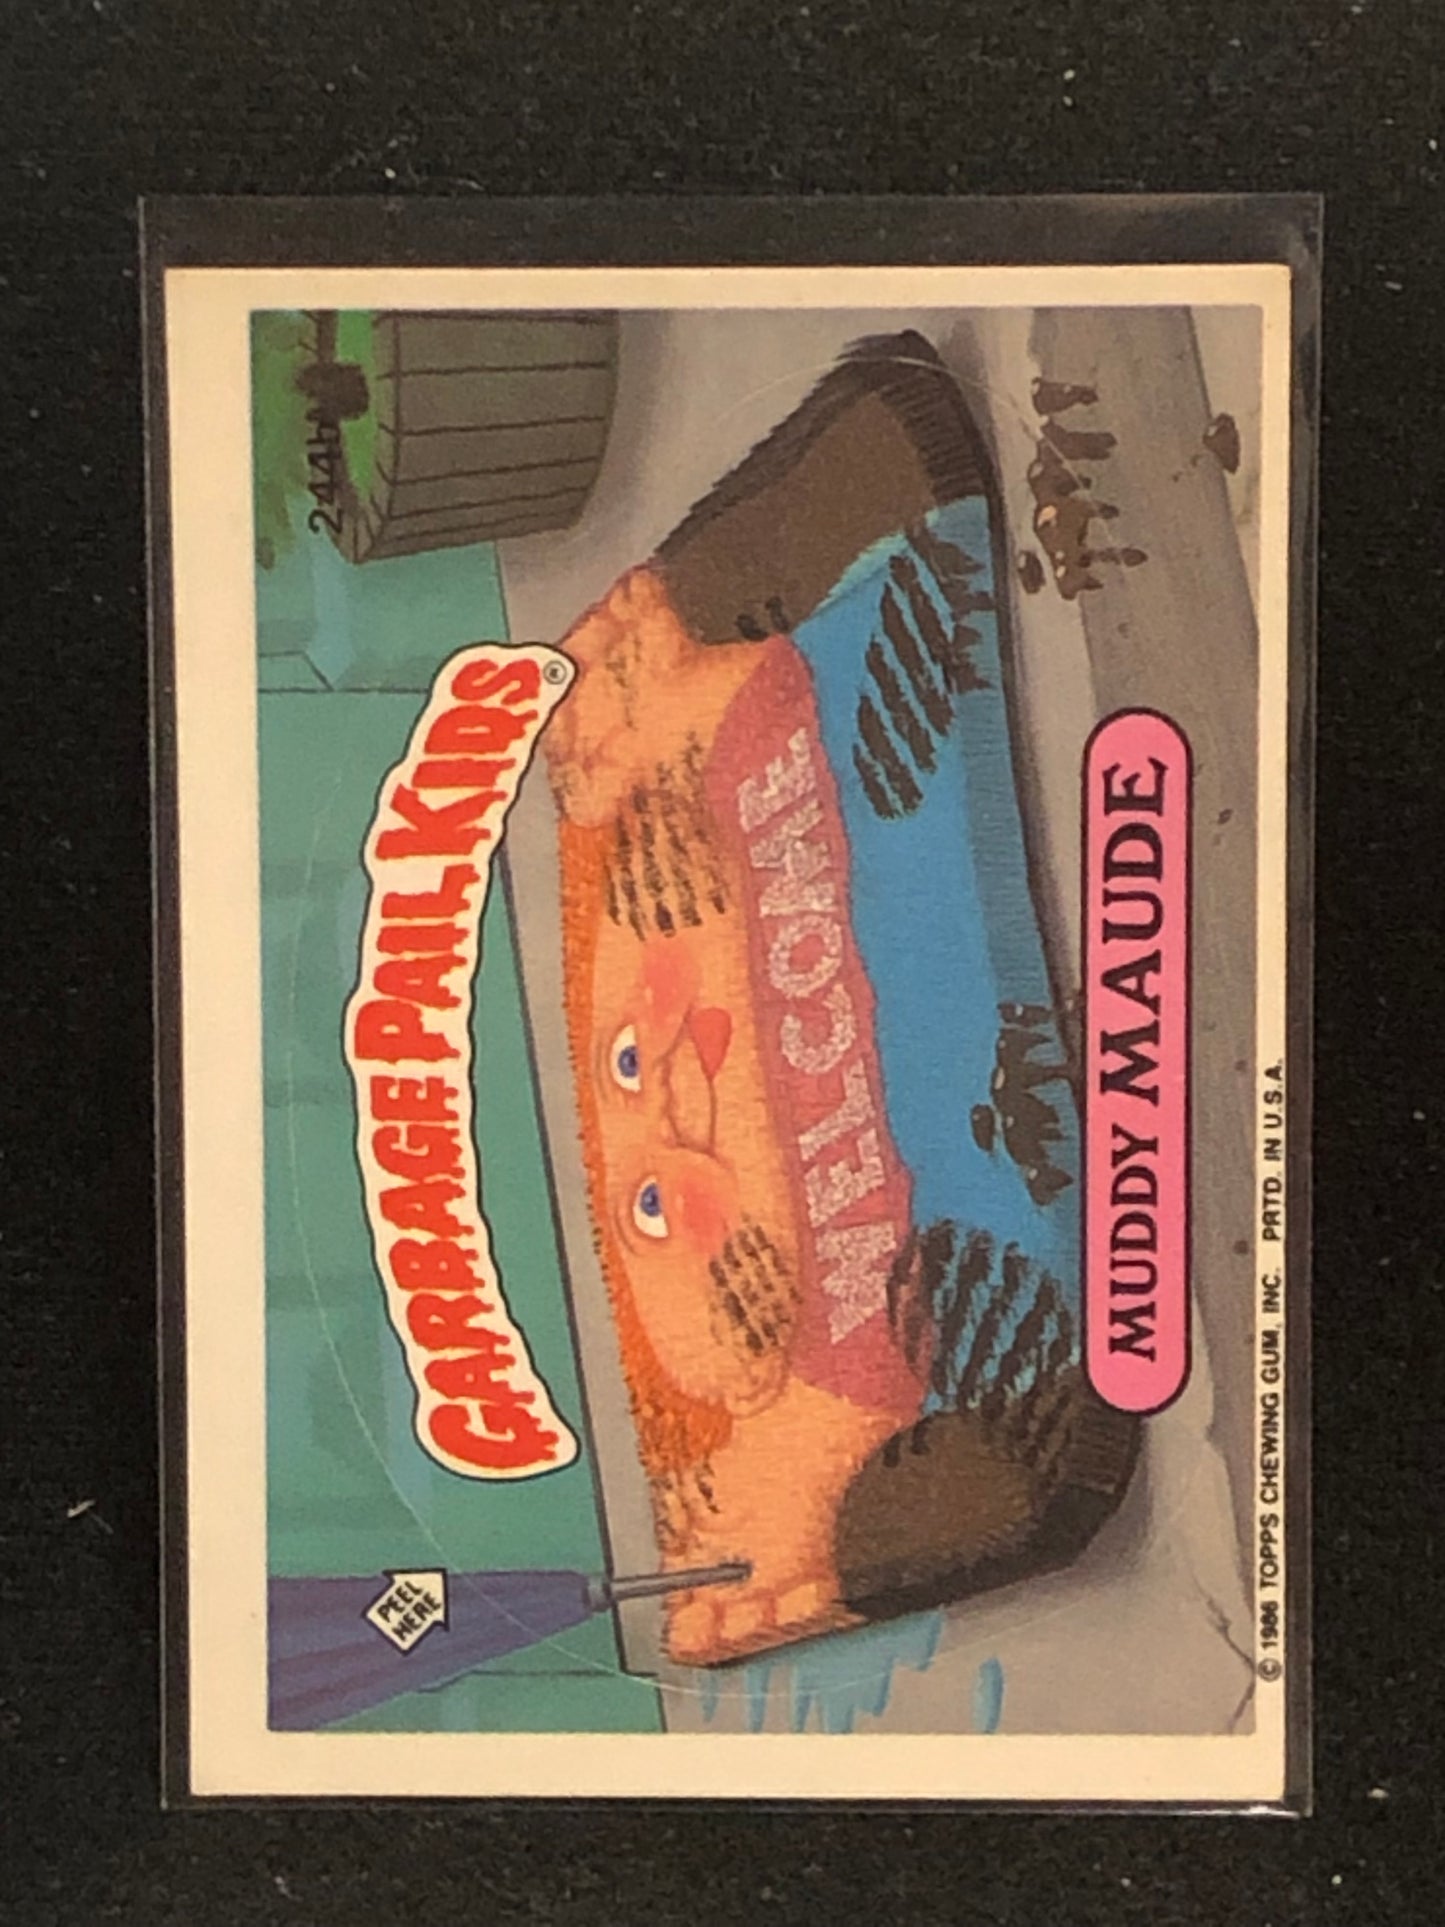 244b
GARBAGE PAIL KIDS®
PEEL
HERE
WELCOME
MUDDY MAUDE
© 1986 TOPPS CHEWING GUM, INC. PRTD. IN U.S.A.